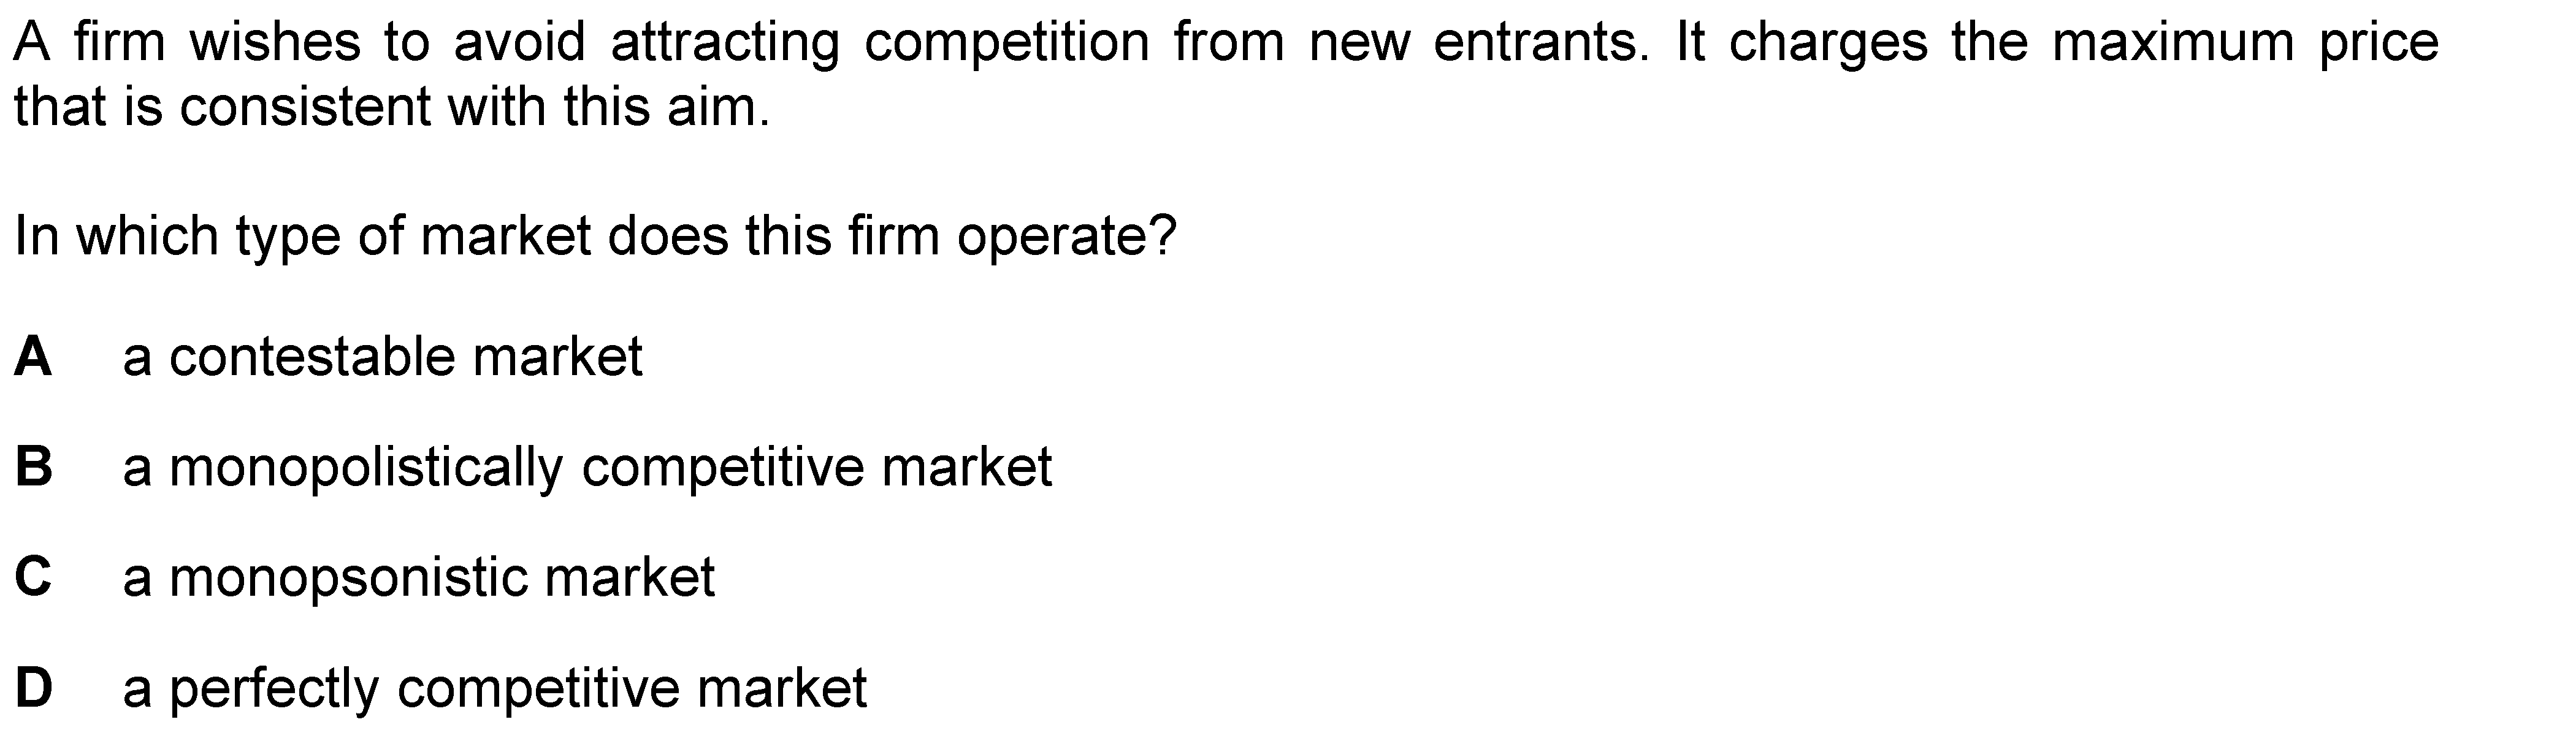 A firm wishes to avoid attracting competition from new entrants. It charges the maximum price
that is consistent with this aim.
In which type of market does this firm operate?
A a contestable market
B a monopolistically competitive market
C a monopsonistic market
D a perfectly competitive market